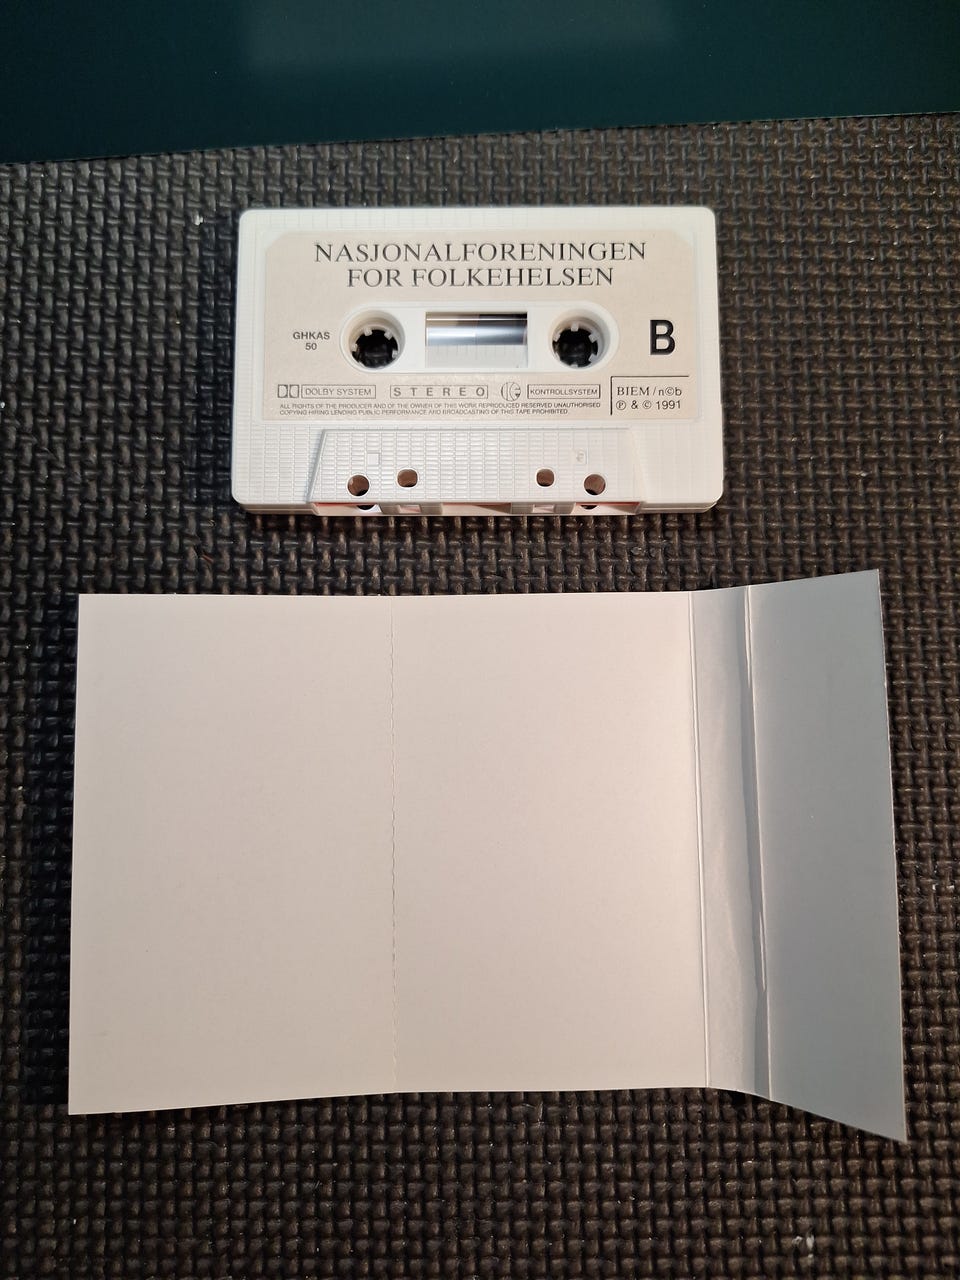 NASJONALFORENINGEN
FOR FOLKEHELSEN
GHKAS
50
B
DOLBY SYSTEM STEREO KONTROLLSYSTEM
BIEM / n©b
℗ & © 1991
ALL RIGHTS OF THE PRODUCER AND OF THE OWNER OF THIS WORK REPRODUCED RESERVED UNAUTHORISED
COPYING HIRING LENDING PUBLIC PERFORMANCE AND BROADCASTING OF THIS TAPE PROHIBITED